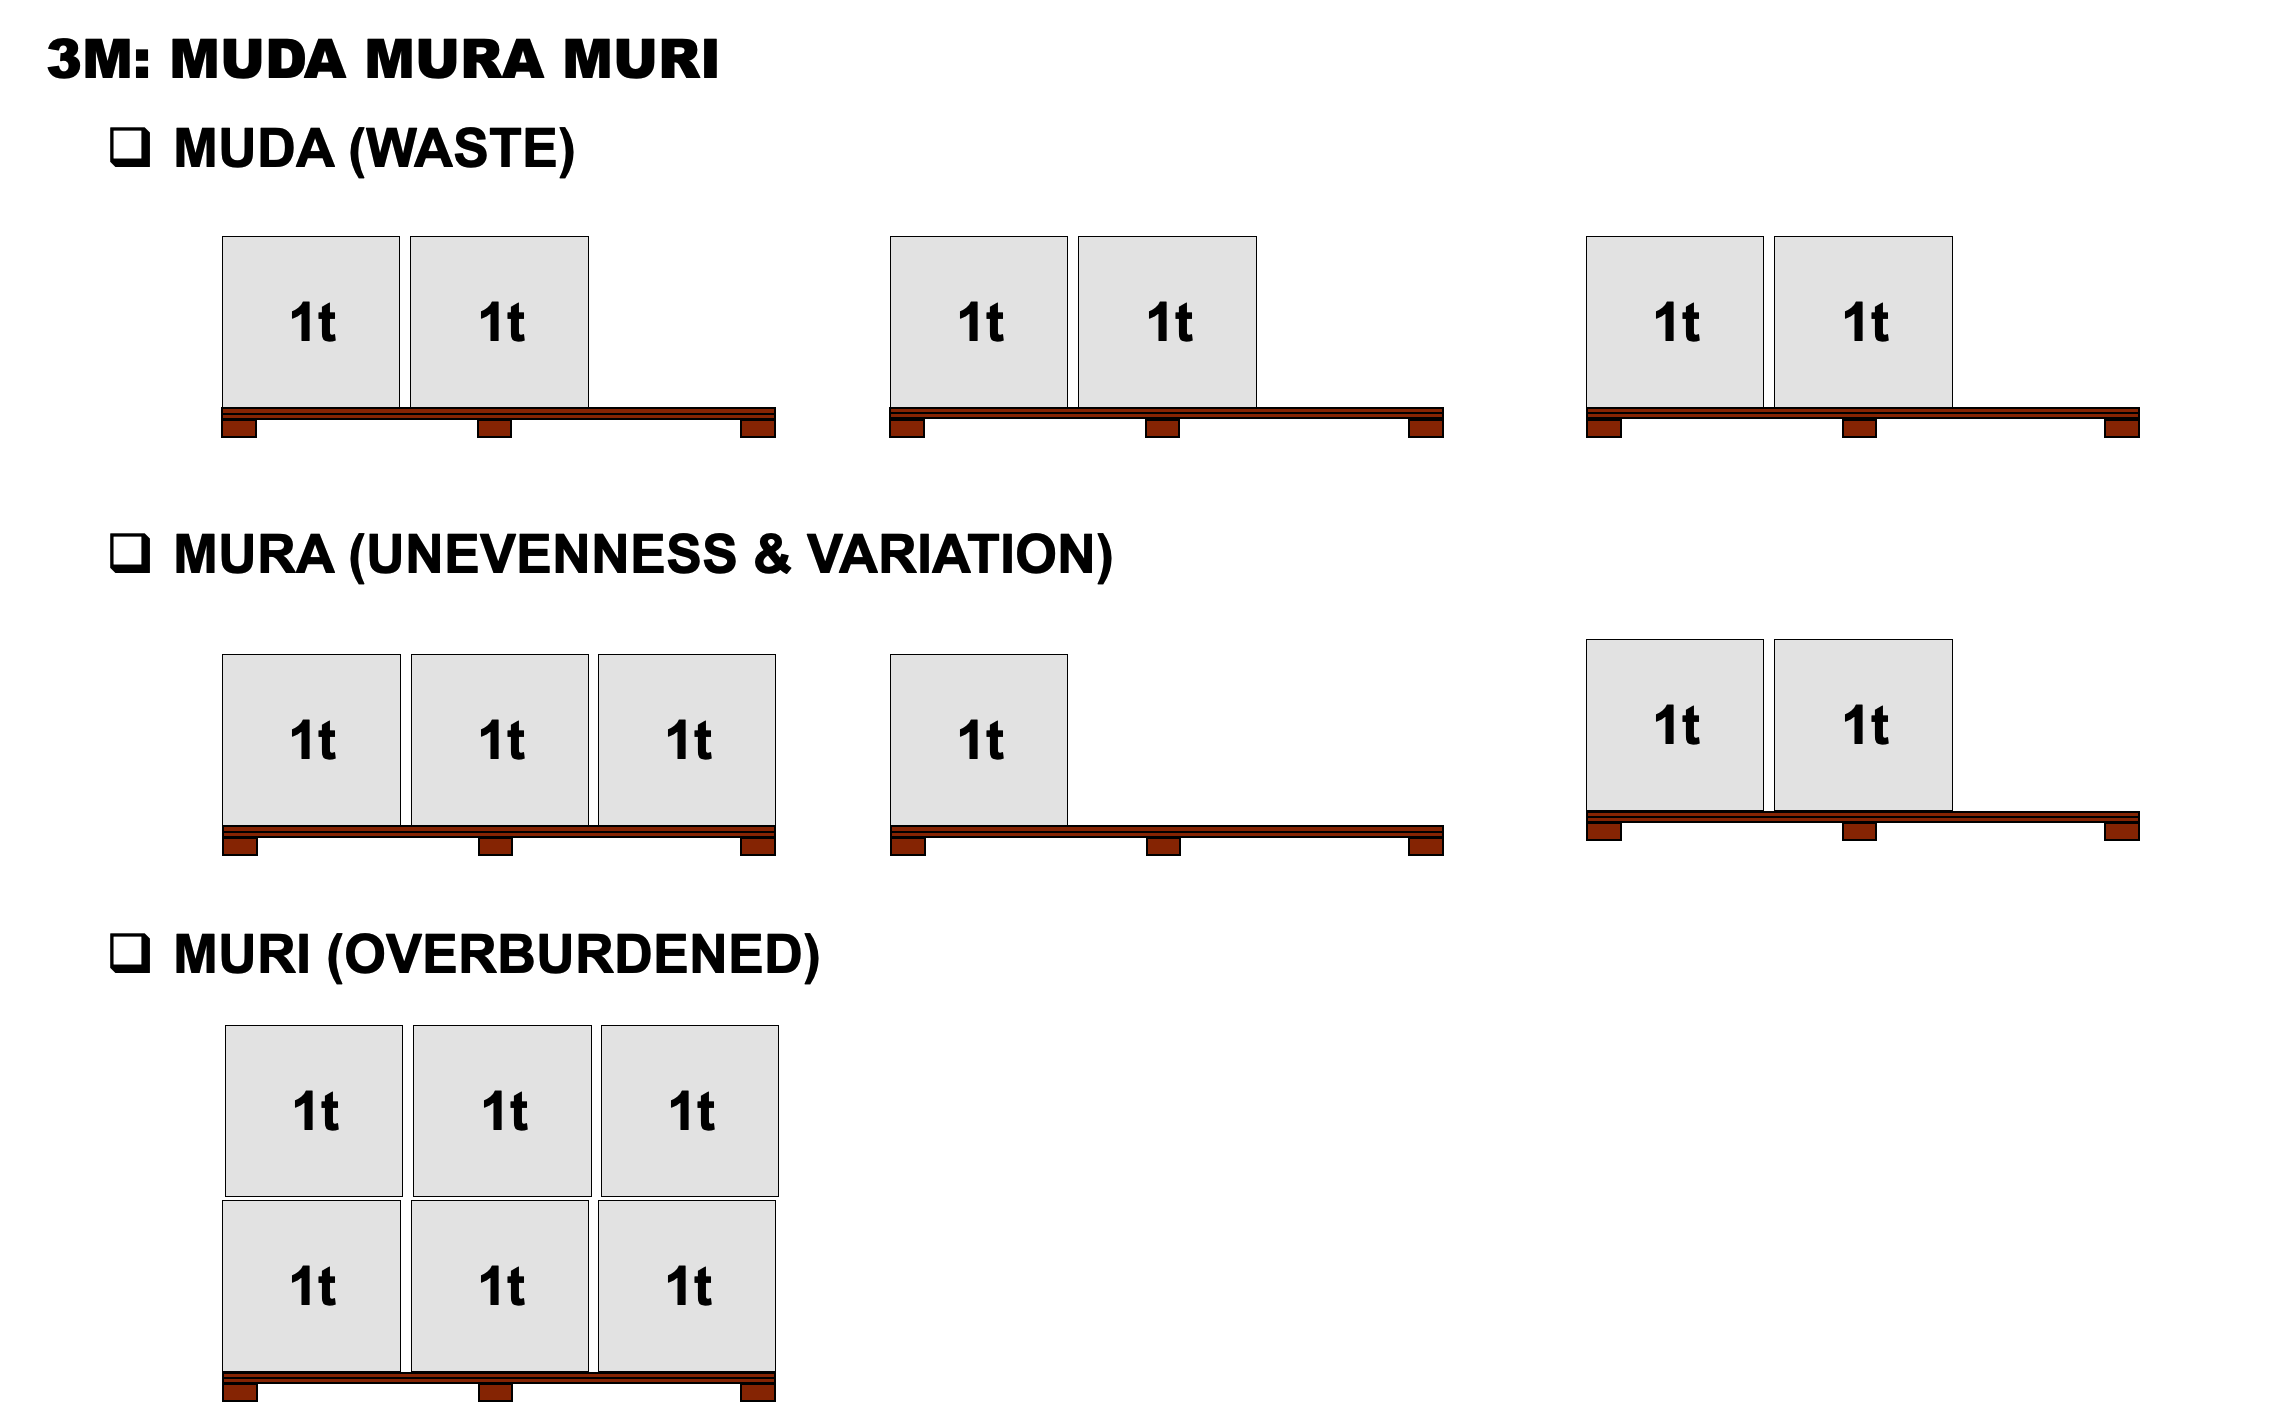 3M: MUDA MURA MURI
MUDA (WASTE)
1t 1t 1t 1t 1t 1t
MURA (UNEVENNESS & VARIATION)
1t 1t 1t 1t 1t 1t
MURI (OVERBURDENED)
1t 1t 1t
1t 1t 1t